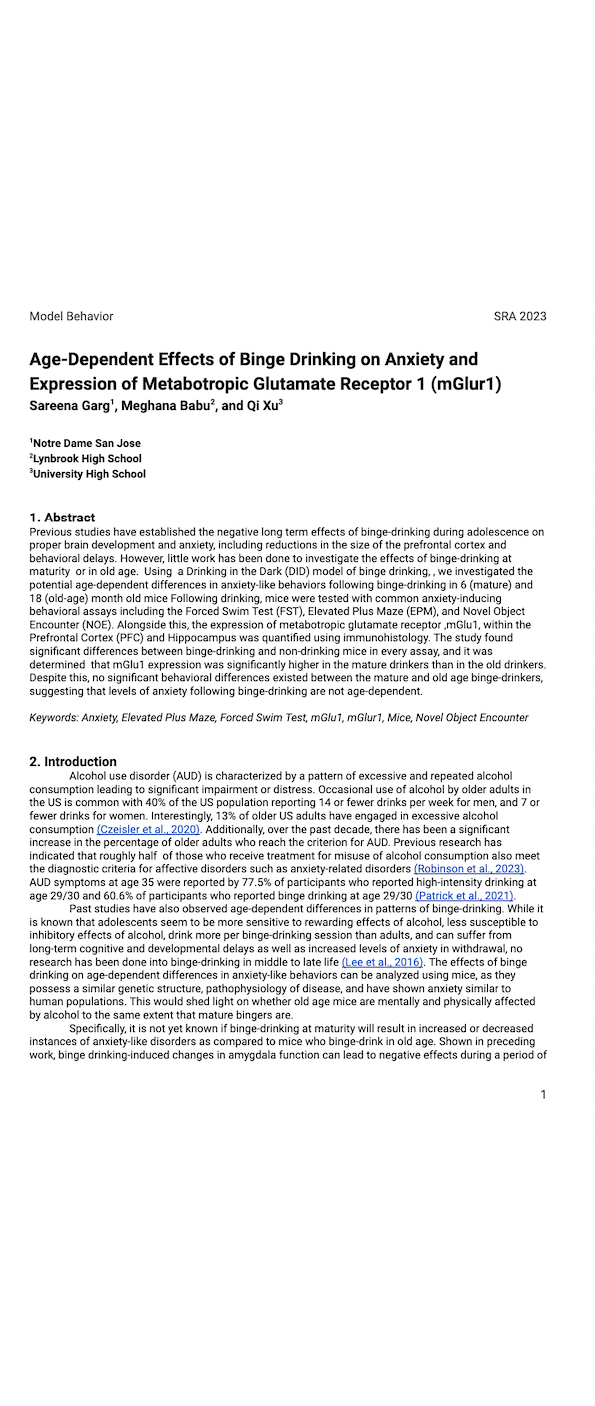 Model Behavior SRA 2023
Age-Dependent Effects of Binge Drinking on Anxiety and
Expression of Metabotropic Glutamate Receptor 1 (mGlur1)
Sareena Garg¹, Meghana Babu², and Qi Xu³
¹Notre Dame San Jose
²Lynbrook High School
³University High School
1. Abstract
Previous studies have established the negative long term effects of binge-drinking during adolescence on
proper brain development and anxiety, including reductions in the size of the prefrontal cortex and
behavioral delays. However, little work has been done to investigate the effects of binge-drinking at
maturity  or in old age.  Using  a Drinking in the Dark (DID) model of binge drinking, , we investigated the
potential age-dependent differences in anxiety-like behaviors following binge-drinking in 6 (mature) and
18 (old-age) month old mice Following drinking, mice were tested with common anxiety-inducing
behavioral assays including the Forced Swim Test (FST), Elevated Plus Maze (EPM), and Novel Object
Encounter (NOE). Alongside this, the expression of metabotropic glutamate receptor ,mGlu1, within the
Prefrontal Cortex (PFC) and Hippocampus was quantified using immunohistology. The study found
significant differences between binge-drinking and non-drinking mice in every assay, and it was
determined  that mGlu1 expression was significantly higher in the mature drinkers than in the old drinkers.
Despite this, no significant behavioral differences existed between the mature and old age binge-drinkers,
suggesting that levels of anxiety following binge-drinking are not age-dependent.
Keywords: Anxiety, Elevated Plus Maze, Forced Swim Test, mGlu1, mGlur1, Mice, Novel Object Encounter
2. Introduction
Alcohol use disorder (AUD) is characterized by a pattern of excessive and repeated alcohol
consumption leading to significant impairment or distress. Occasional use of alcohol by older adults in
the US is common with 40% of the US population reporting 14 or fewer drinks per week for men, and 7 or
fewer drinks for women. Interestingly, 13% of older US adults have engaged in excessive alcohol
consumption (Czeisler et al., 2020). Additionally, over the past decade, there has been a significant
increase in the percentage of older adults who reach the criterion for AUD. Previous research has
indicated that roughly half  of those who receive treatment for misuse of alcohol consumption also meet
the diagnostic criteria for affective disorders such as anxiety-related disorders (Robinson et al., 2023).
AUD symptoms at age 35 were reported by 77.5% of participants who reported high-intensity drinking at
age 29/30 and 60.6% of participants who reported binge drinking at age 29/30 (Patrick et al., 2021).
Past studies have also observed age-dependent differences in patterns of binge-drinking. While it
is known that adolescents seem to be more sensitive to rewarding effects of alcohol, less susceptible to
inhibitory effects of alcohol, drink more per binge-drinking session than adults, and can suffer from
long-term cognitive and developmental delays as well as increased levels of anxiety in withdrawal, no
research has been done into binge-drinking in middle to late life (Lee et al., 2016). The effects of binge
drinking on age-dependent differences in anxiety-like behaviors can be analyzed using mice, as they
possess a similar genetic structure, pathophysiology of disease, and have shown anxiety similar to
human populations. This would shed light on whether old age mice are mentally and physically affected
by alcohol to the same extent that mature bingers are.
Specifically, it is not yet known if binge-drinking at maturity will result in increased or decreased
instances of anxiety-like disorders as compared to mice who binge-drink in old age. Shown in preceding
work, binge drinking-induced changes in amygdala function can lead to negative effects during a period of
1